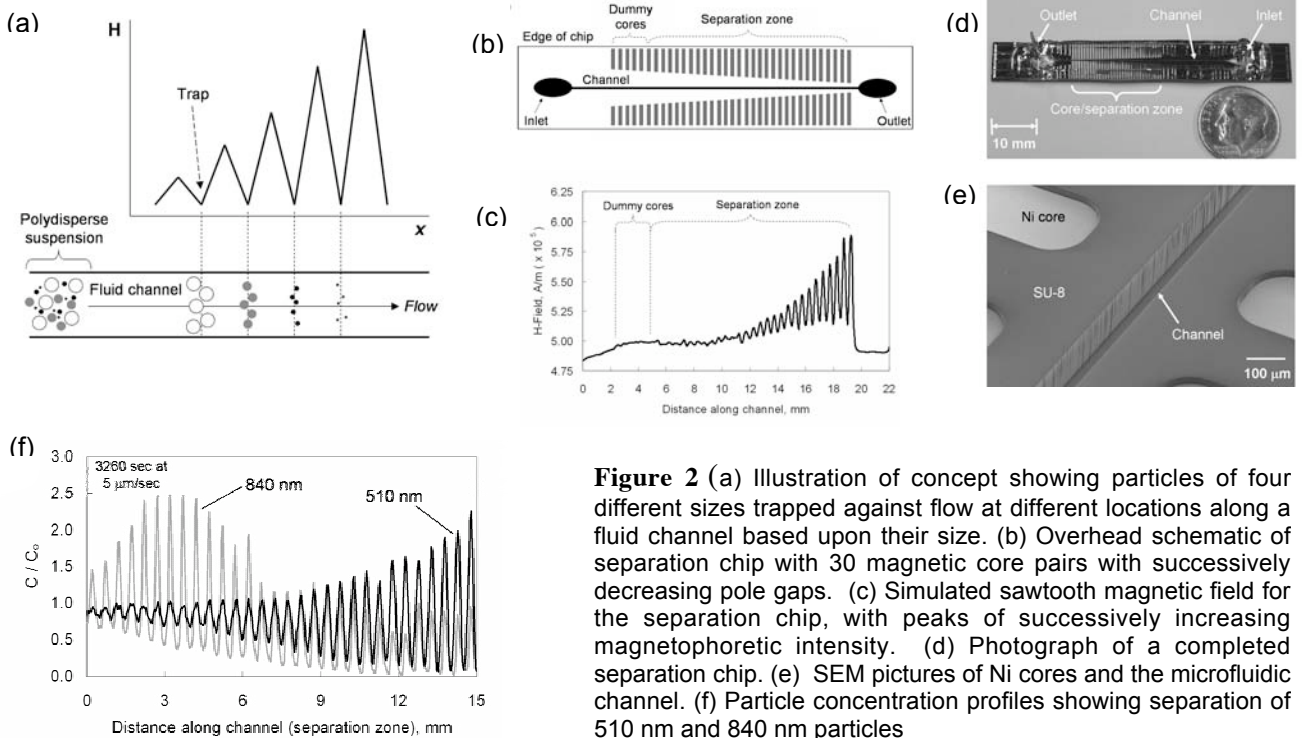 (a)
H
Trap
x
Polydisperse
suspension
Fluid channel
Flow
(b)
Dummy
cores
Separation zone
Edge of chip
Channel
Inlet
Outlet
(c)
6.25
6.00
5.75
5.50
5.25
5.00
4.75
H-Field, A/m ( x 10⁵)
Dummy cores
Separation zone
0 2 4 6 8 10 12 14 16 18 20 22
Distance along channel, mm
(d)
Outlet
Channel
Inlet
Core/separation zone
10 mm
(e)
Ni core
SU-8
Channel
100 µm
(f)
3.0
2.5
2.0
1.5
1.0
0.5
0.0
C / Cₒ
3260 sec at
5 µm/sec
840 nm
510 nm
0 3 6 9 12 15
Distance along channel (separation zone), mm
Figure 2 (a) Illustration of concept showing particles of four
different sizes trapped against flow at different locations along a
fluid channel based upon their size. (b) Overhead schematic of
separation chip with 30 magnetic core pairs with successively
decreasing pole gaps. (c) Simulated sawtooth magnetic field for
the separation chip, with peaks of successively increasing
magnetophoretic intensity. (d) Photograph of a completed
separation chip. (e) SEM pictures of Ni cores and the microfluidic
channel. (f) Particle concentration profiles showing separation of
510 nm and 840 nm particles